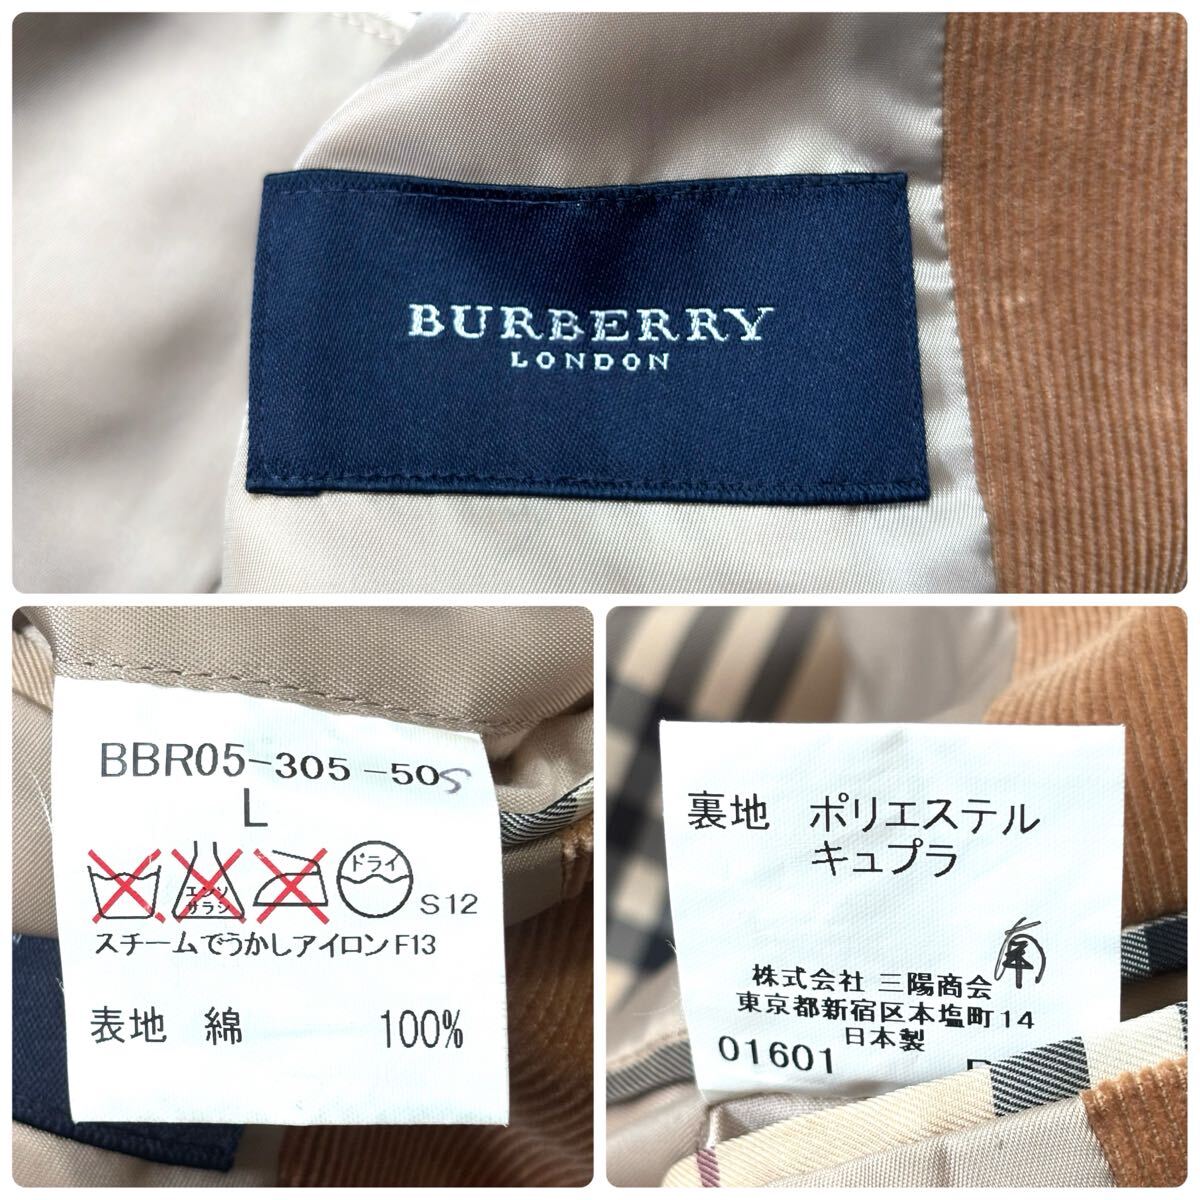 BURBERRY
LONDON
BBR05-305-50S
L
エンソ
サラシ
ドライ
S12
スチームでうかしアイロンF13
表地 綿 100%
裏地 ポリエステル
キュプラ
株式会社 三陽商会
東京都新宿区本塩町14
日本製
01601